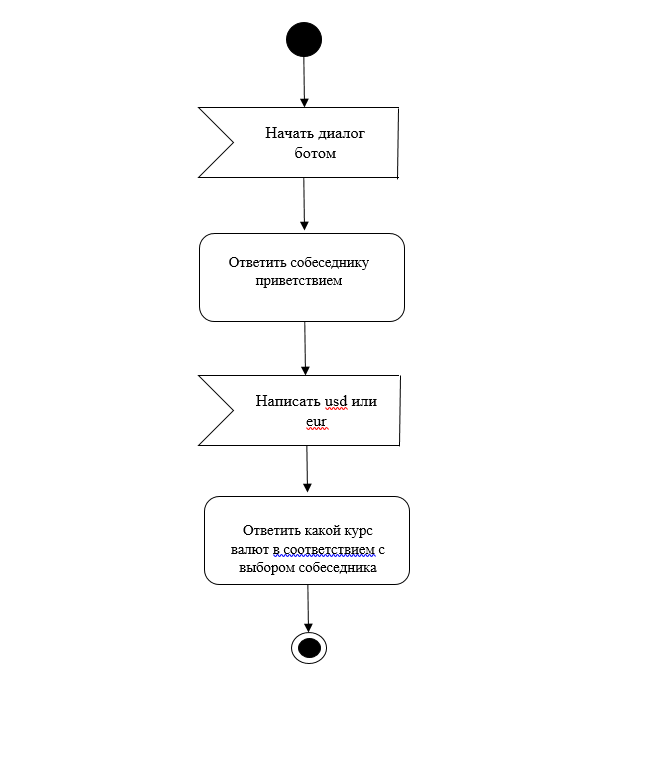 Начать диалог
ботом
Ответить собеседнику
приветствием
Написать usd или
eur
Ответить какой курс
валют в соответствием с
выбором собеседника